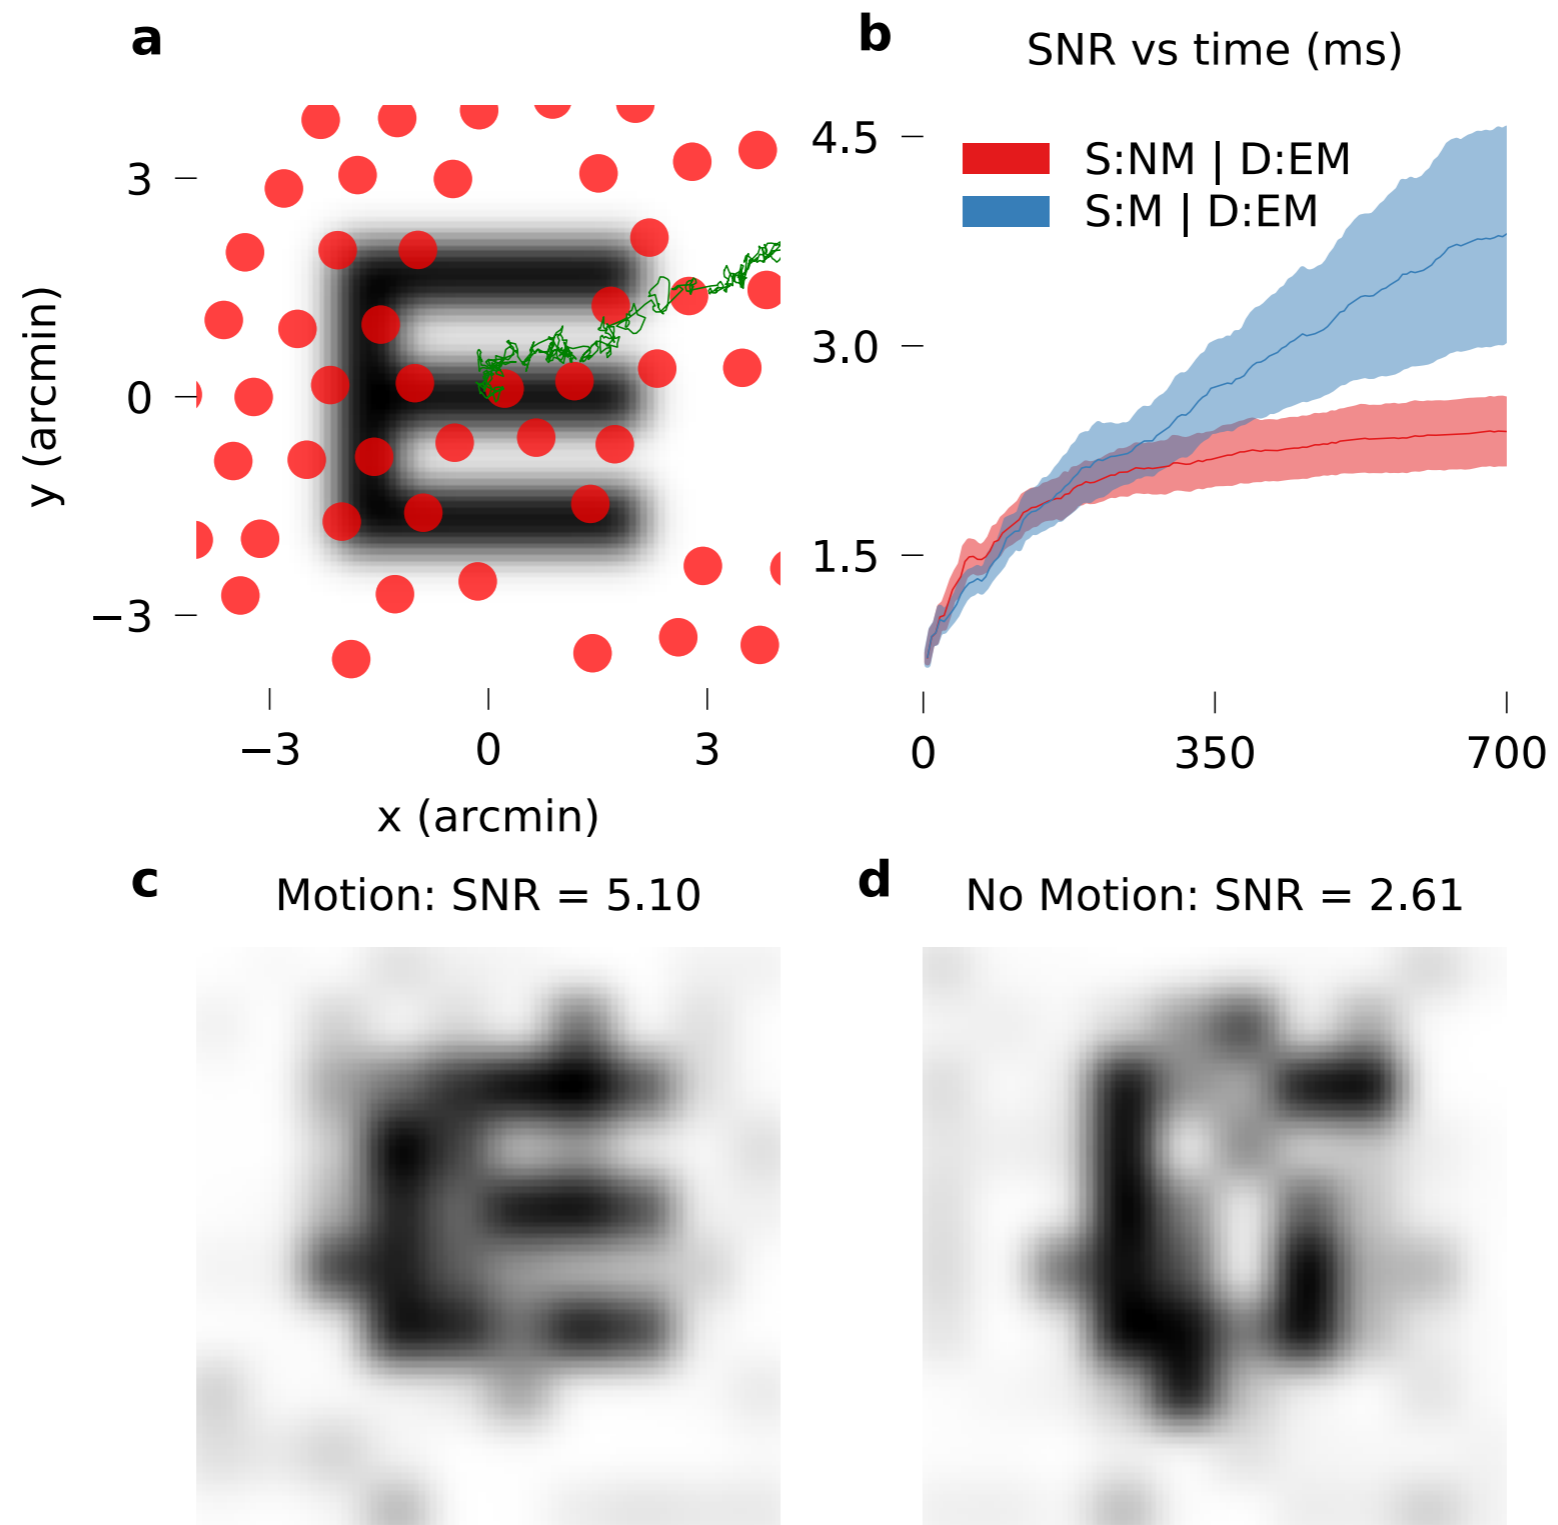 a
y (arcmin)
3
0
−3
−3
0
3
x (arcmin)
b
SNR vs time (ms)
4.5
3.0
1.5
S:NM | D:EM
S:M | D:EM
0
350
700
c
Motion: SNR = 5.10
d
No Motion: SNR = 2.61